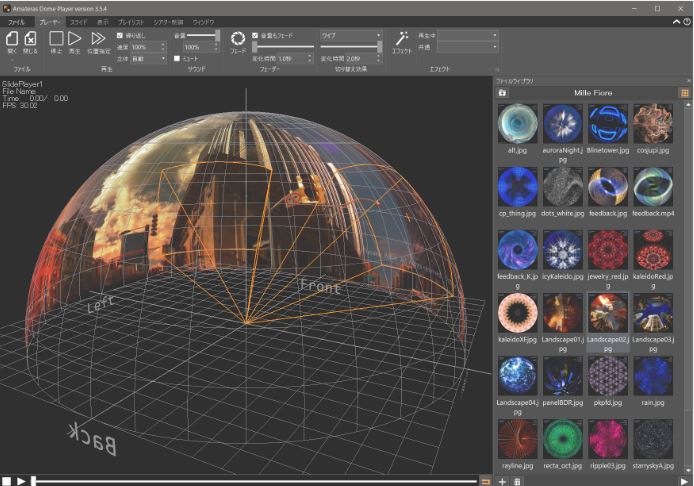 Amateras Dome Player version 3.5.4
ファイル プレーヤー スライド 表示 プレイリスト シアター制御 ウィンドウ
開く 閉じる 停止 再生 位置指定
繰り返し
速度 100%
立体 自動
音量
100%
ミュート
フェード
音量もフェード
変化時間 1.0秒
ワイプ
変化時間 2.0秒
エフェクト
再生中
共通
ファイル 再生 サウンド フェーダー 切り替え効果 エフェクト
SlidePlayer1
File Name:
Time: 0.00/ 0.00
FPS: 30.02
Left
Front
Back
ファイルライブラリ
Mille Fiore
alt.jpg auroraNight.jpg Blinetower.jpg cosjupi.jpg
cp_thing.jpg dots_white.jpg feedback.jpg feedback.mp4
feedback_K.jpg icyKaleido.jpg jewelry_red.jpg kaleidoRed.jpg
kaleidoXF.jpg Landscape01.jpg Landscape02.jpg Landscape03.jpg
Landscape04.jpg panelBDR.jpg pkpfd.jpg rain.jpg
rayline.jpg recta_oct.jpg ripple03.jpg starryskyA.jpg